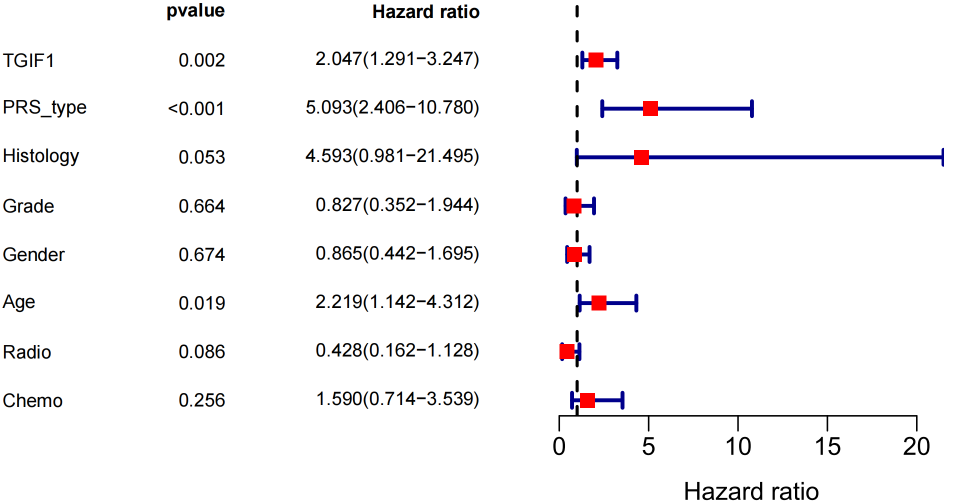 pvalue Hazard ratio
TGIF1 0.002 2.047(1.291−3.247)
PRS_type <0.001 5.093(2.406−10.780)
Histology 0.053 4.593(0.981−21.495)
Grade 0.664 0.827(0.352−1.944)
Gender 0.674 0.865(0.442−1.695)
Age 0.019 2.219(1.142−4.312)
Radio 0.086 0.428(0.162−1.128)
Chemo 0.256 1.590(0.714−3.539)
0 5 10 15 20
Hazard ratio